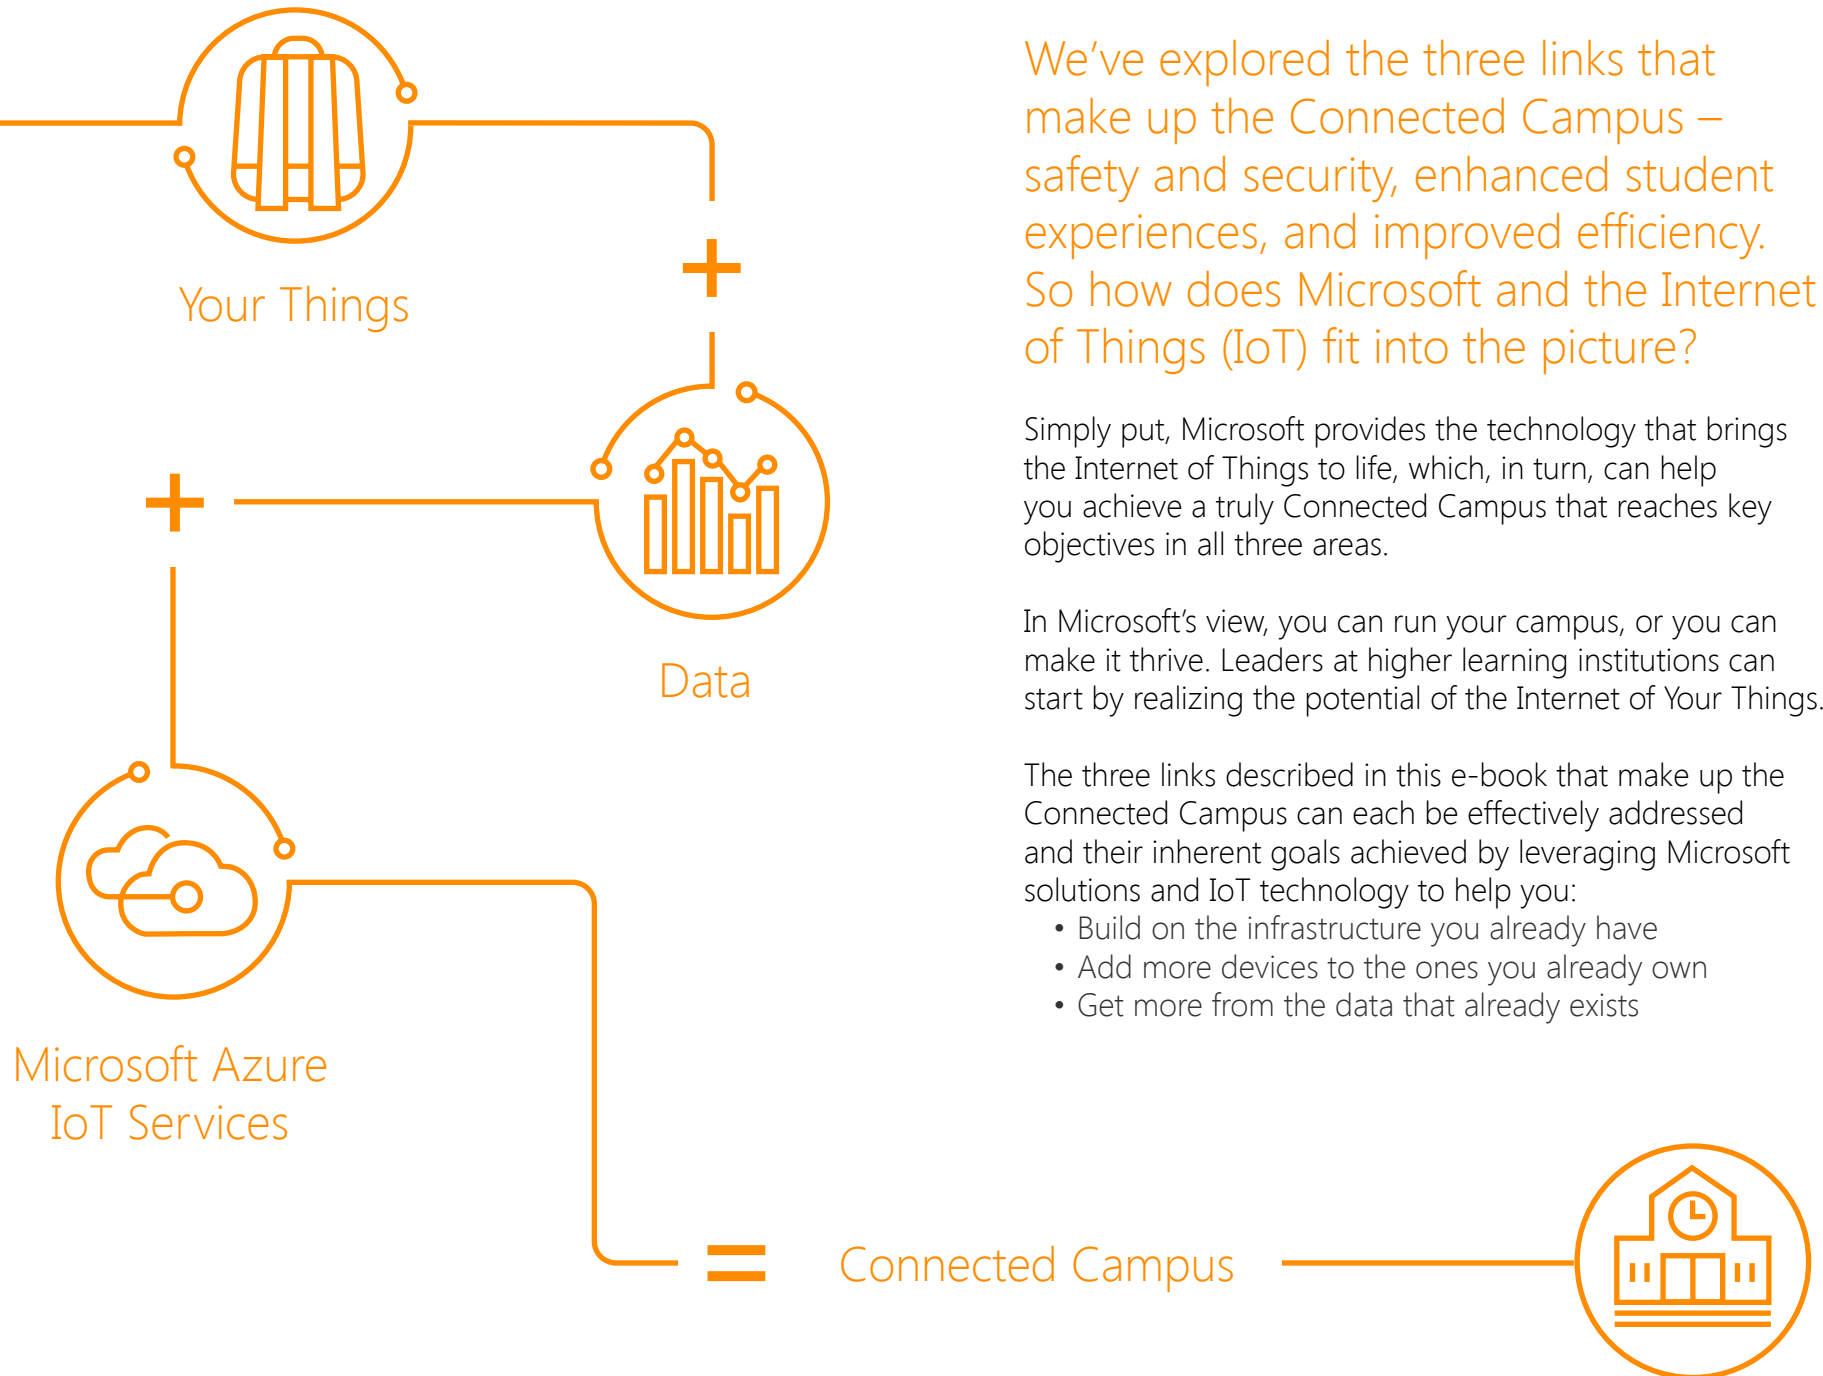 Your Things
+
Data
+
Microsoft Azure
IoT Services
=
Connected Campus
We’ve explored the three links that
make up the Connected Campus –
safety and security, enhanced student
experiences, and improved efficiency.
So how does Microsoft and the Internet
of Things (IoT) fit into the picture?
Simply put, Microsoft provides the technology that brings
the Internet of Things to life, which, in turn, can help
you achieve a truly Connected Campus that reaches key
objectives in all three areas.
In Microsoft’s view, you can run your campus, or you can
make it thrive. Leaders at higher learning institutions can
start by realizing the potential of the Internet of Your Things.
The three links described in this e-book that make up the
Connected Campus can each be effectively addressed
and their inherent goals achieved by leveraging Microsoft
solutions and IoT technology to help you:
• Build on the infrastructure you already have
• Add more devices to the ones you already own
• Get more from the data that already exists